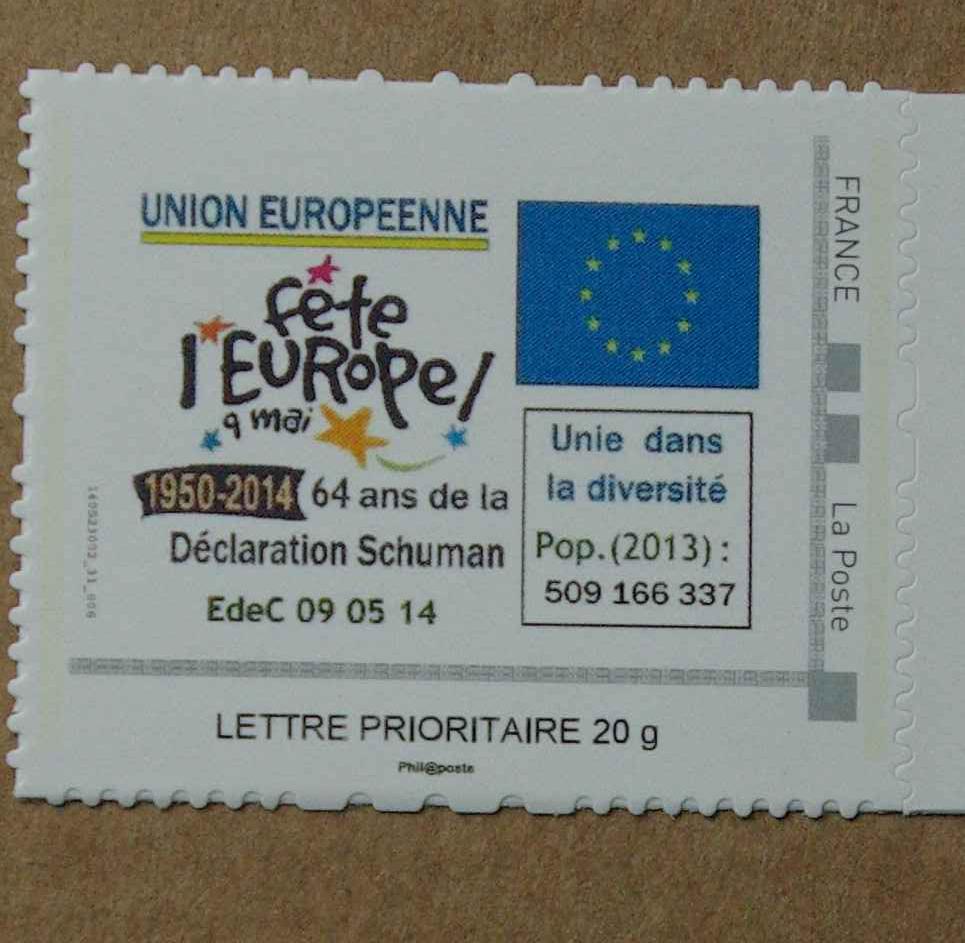 UNION EUROPEENNE
fête
l'EUROPE!
9 mai
1950-2014 64 ans de la
Déclaration Schuman
EdeC 09 05 14
Unie dans
la diversité
Pop.(2013) :
509 166 337
FRANCE
La Poste
LETTRE PRIORITAIRE 20 g
Phil@poste